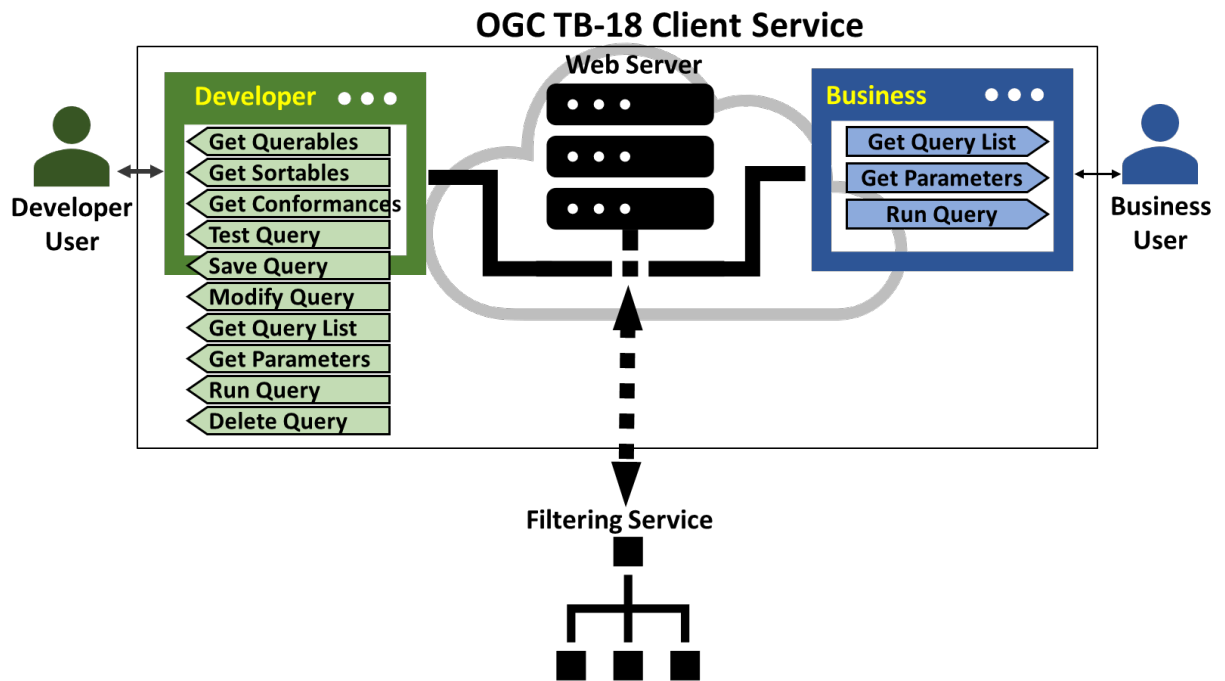 OGC TB-18 Client Service
Web Server
Developer
Get Querables
Get Sortables
Get Conformances
Test Query
Save Query
Modify Query
Get Query List
Get Parameters
Run Query
Delete Query
Business
Get Query List
Get Parameters
Run Query
Developer
User
Business
User
Filtering Service